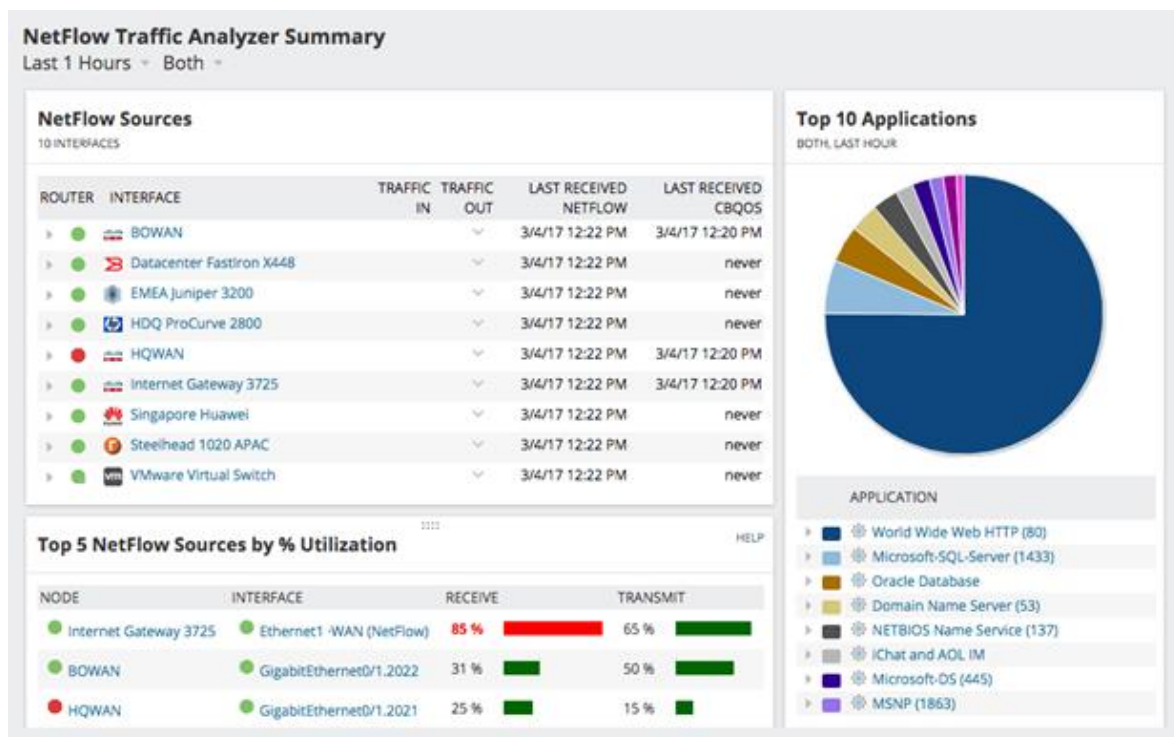 NetFlow Traffic Analyzer Summary
Last 1 Hours Both
NetFlow Sources
10 INTERFACES
ROUTER INTERFACE TRAFFIC IN TRAFFIC OUT LAST RECEIVED NETFLOW LAST RECEIVED CBQOS
BOWAN 3/4/17 12:22 PM 3/4/17 12:20 PM
Datacenter FastIron X448 3/4/17 12:22 PM never
EMEA Juniper 3200 3/4/17 12:22 PM never
HDQ ProCurve 2800 3/4/17 12:22 PM never
HQWAN 3/4/17 12:22 PM 3/4/17 12:20 PM
Internet Gateway 3725 3/4/17 12:22 PM 3/4/17 12:20 PM
Singapore Huawei 3/4/17 12:22 PM never
Steelhead 1020 APAC 3/4/17 12:22 PM never
vm VMware Virtual Switch 3/4/17 12:22 PM never
Top 5 NetFlow Sources by % Utilization HELP
NODE INTERFACE RECEIVE TRANSMIT
Internet Gateway 3725 Ethernet1 -WAN (NetFlow) 85 % 65 %
BOWAN GigabitEthernet0/1.2022 31 % 50 %
HQWAN GigabitEthernet0/1.2021 25 % 15 %
Top 10 Applications
BOTH, LAST HOUR
APPLICATION
World Wide Web HTTP (80)
Microsoft-SQL-Server (1433)
Oracle Database
Domain Name Server (53)
NETBIOS Name Service (137)
iChat and AOL IM
Microsoft-DS (445)
MSNP (1863)